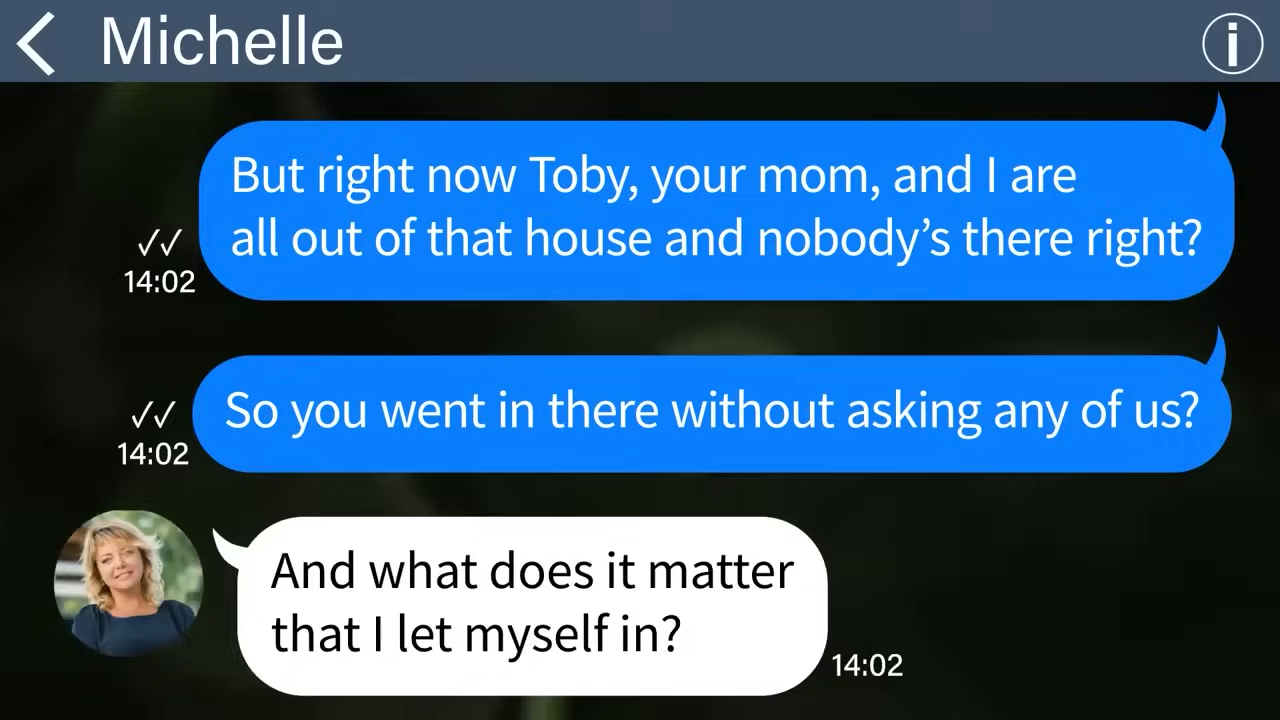 Michelle
But right now Toby, your mom, and I are
all out of that house and nobody’s there right?
14:02
So you went in there without asking any of us?
14:02
And what does it matter
that I let myself in?
14:02